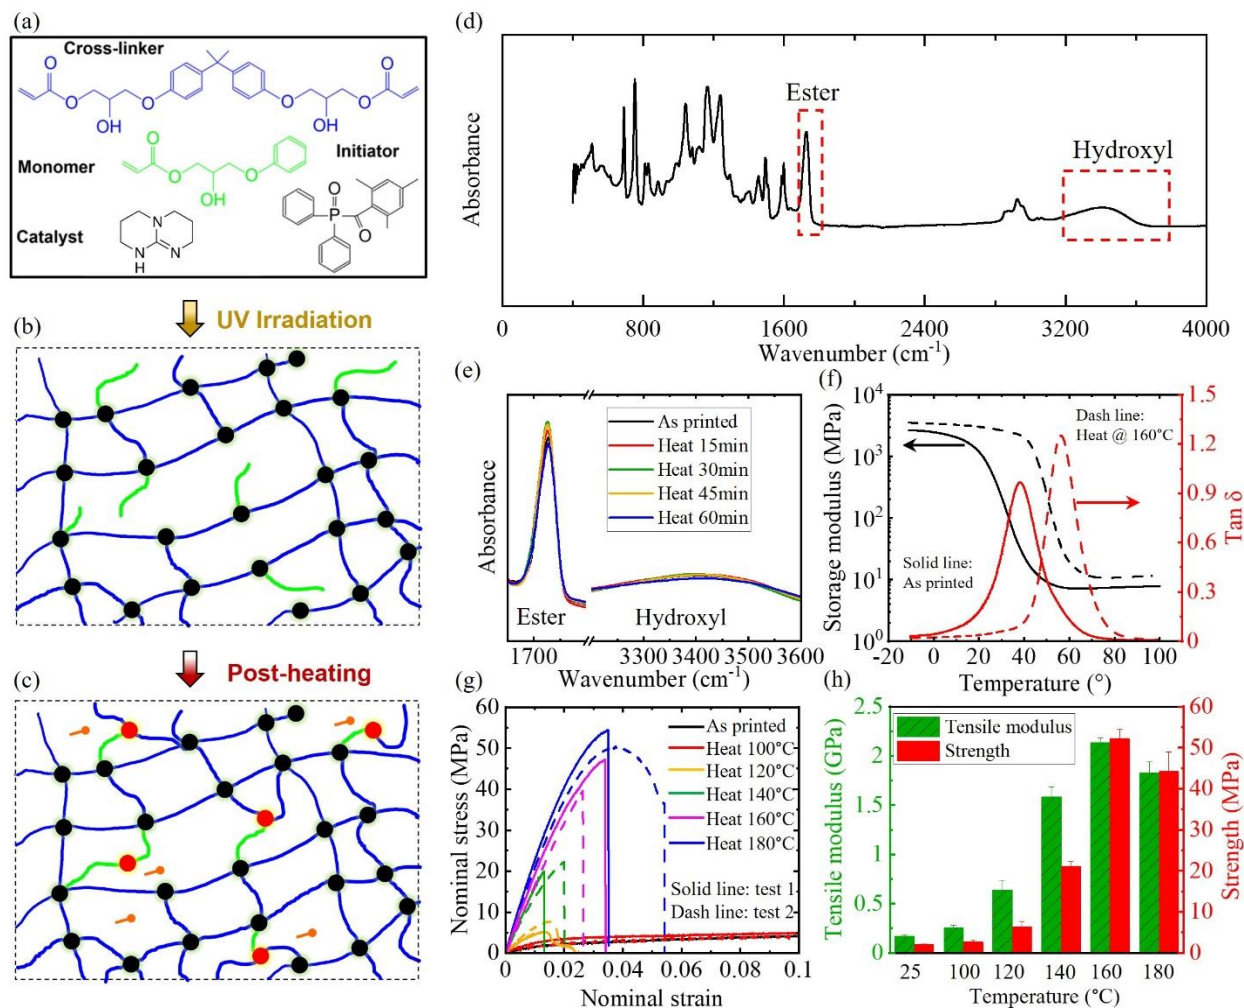 (a)
Cross-linker
O
O
OH
O
O
OH
O
O
Monomer
O
O
OH
O
Initiator
O
P
O
Catalyst
N
N
H
N
UV Irradiation
(b)
Post-heating
(c)
(d)
Absorbance
Ester
Hydroxyl
0 800 1600 2400 3200 4000
Wavenumber (cm-1)
(e)
Absorbance
As printed
Heat 15min
Heat 30min
Heat 45min
Heat 60min
Ester
Hydroxyl
1700 3300 3400 3500 3600
Wavenumber (cm-1)
(f)
Storage modulus (MPa)
10^4
10^3
10^2
10^1
10^0
Dash line:
Heat @ 160°C
Solid line:
As printed
Tan δ
1.5
1.2
0.9
0.6
0.3
0
-20 0 20 40 60 80 100
Temperature (°)
(g)
Nominal stress (MPa)
60
50
40
30
20
10
0
As printed
Heat 100°C
Heat 120°C
Heat 140°C
Heat 160°C
Heat 180°C
Solid line: test 1
Dash line: test 2
0 0.02 0.04 0.06 0.08 0.1
Nominal strain
(h)
Tensile modulus (GPa)
2.5
2
1.5
1
0.5
0
Tensile modulus
Strength
Strength (MPa)
60
50
40
30
20
10
0
25 100 120 140 160 180
Temperature (°C)